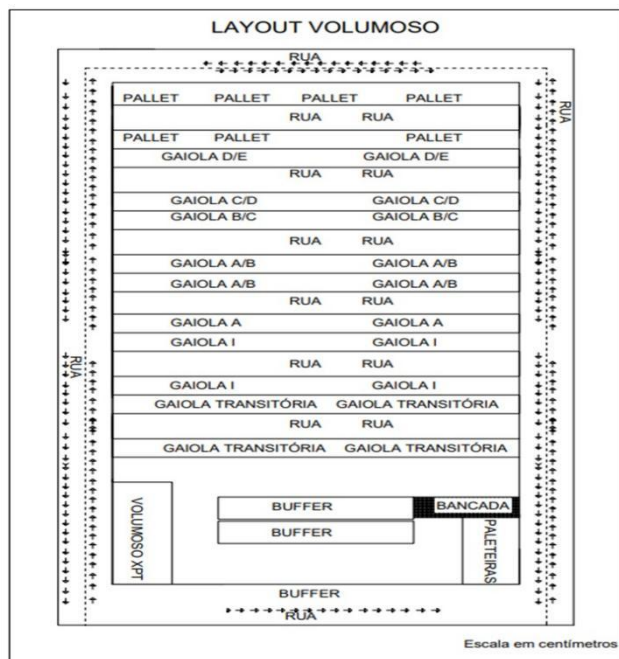 LAYOUT VOLUMOSO
RUA
PALLET PALLET PALLET PALLET
RUA RUA
RUA
PALLET PALLET PALLET
GAIOLA D/E GAIOLA D/E
RUA RUA
GAIOLA C/D GAIOLA C/D
GAIOLA B/C GAIOLA B/C
RUA RUA
GAIOLA A/B GAIOLA A/B
GAIOLA A/B GAIOLA A/B
RUA RUA
GAIOLA A GAIOLA A
GAIOLA I GAIOLA I
RUA RUA
RUA
GAIOLA I GAIOLA I
GAIOLA TRANSITÓRIA GAIOLA TRANSITÓRIA
RUA RUA
GAIOLA TRANSITÓRIA GAIOLA TRANSITÓRIA
VOLUMOSO XPT
BUFFER BANCADA
BUFFER
PALETEIRAS
BUFFER
RUA
Escala em centímetros